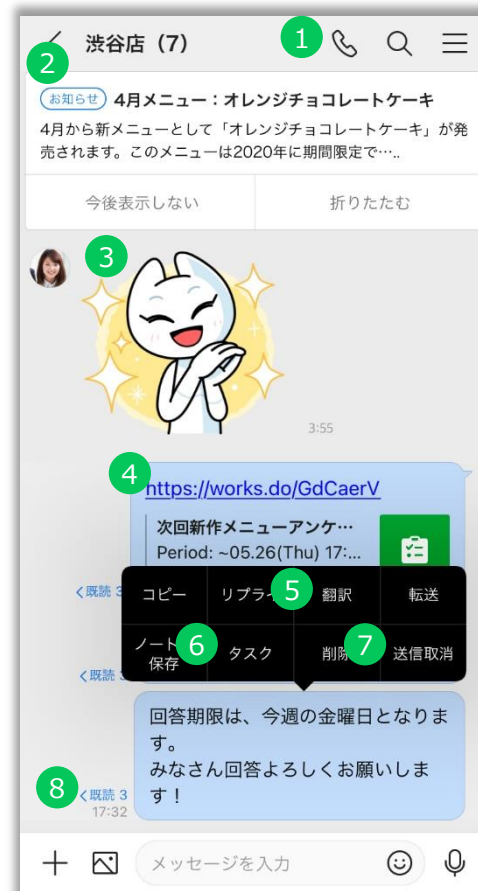 渋谷店（7）
1
2
お知らせ 4月メニュー：オレンジチョコレートケーキ
4月から新メニューとして「オレンジチョコレートケーキ」が発
売されます。このメニューは2020年に期間限定で…..
今後表示しない 折りたたむ
3
3:55
4
https://works.do/GdCaerV
次回新作メニューアンケ…
Period: ~05.26(Thu) 17:...
既読 3
コピー リプライ 5 翻訳 転送
ノート
保存 6 タスク 削除 7 送信取消
既読
回答期限は、今週の金曜日となりま
す。
みなさん回答よろしくお願いしま
す！
8
既読 3
17:32
メッセージを入力